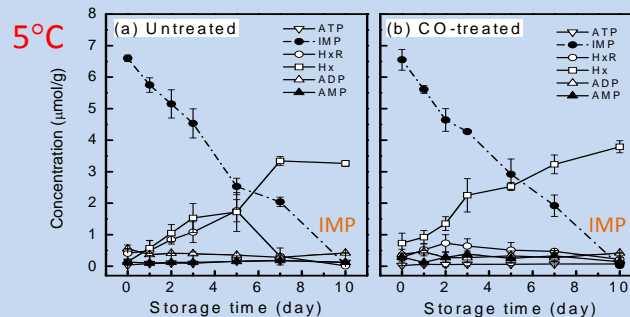 5°C
(a) Untreated
ATP
IMP
HxR
Hx
ADP
AMP
(b) CO-treated
ATP
IMP
HxR
Hx
ADP
AMP
Concentration (μmol/g)
8
7
6
5
4
3
2
1
0
IMP
IMP
0 2 4 6 8 10
0 2 4 6 8 10
Storage time (day)
Storage time (day)